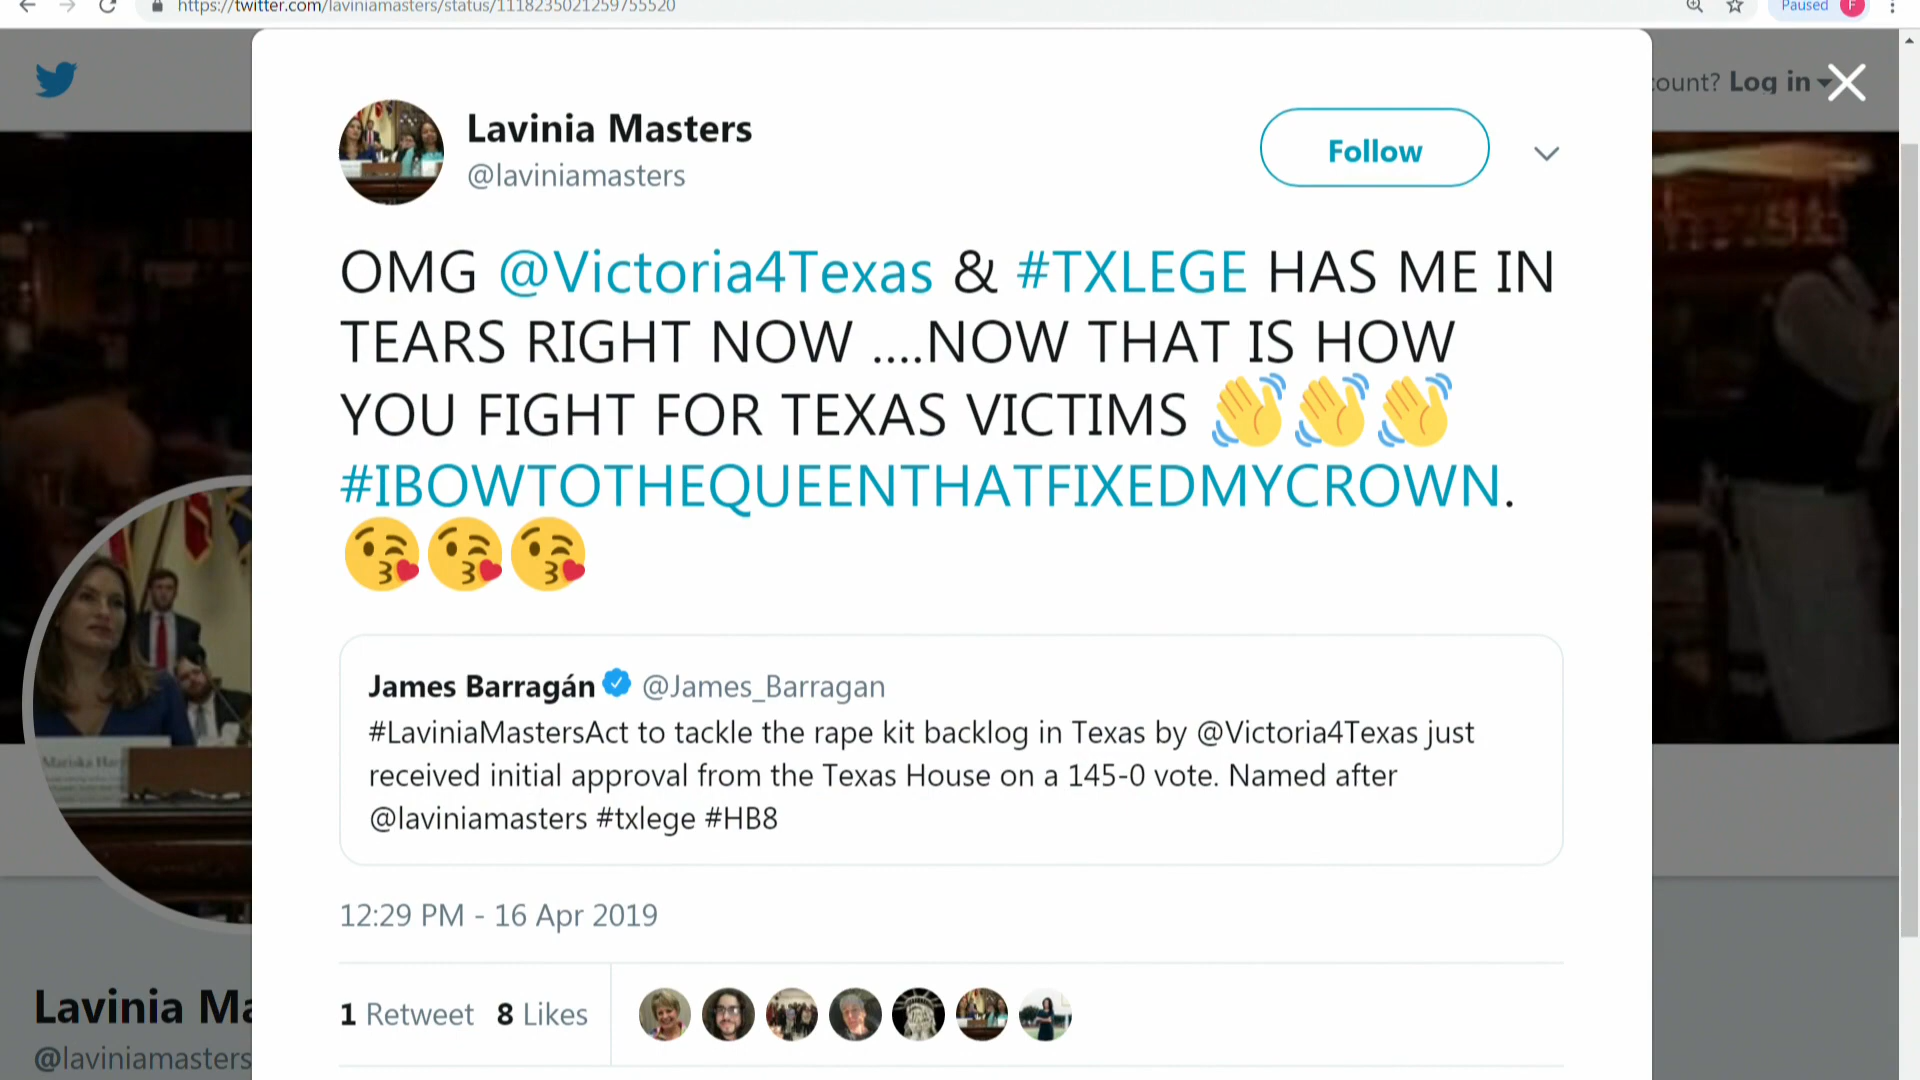 https://twitter.com/laviniamasters/status/1118235021259755520
Paused
F
count? Log in
Lavinia Masters
@laviniamasters
Follow
OMG @Victoria4Texas & #TXLEGE HAS ME IN
TEARS RIGHT NOW ....NOW THAT IS HOW
YOU FIGHT FOR TEXAS VICTIMS 👋👋👋
#IBOWTOTHEQUEENTHATFIXEDMYCROWN.
😘😘😘
James Barragán @James_Barragan
#LaviniaMastersAct to tackle the rape kit backlog in Texas by @Victoria4Texas just
received initial approval from the Texas House on a 145-0 vote. Named after
@laviniamasters #txlege #HB8
12:29 PM - 16 Apr 2019
1 Retweet 8 Likes
Mariska Har
Lavinia Ma
@laviniamasters